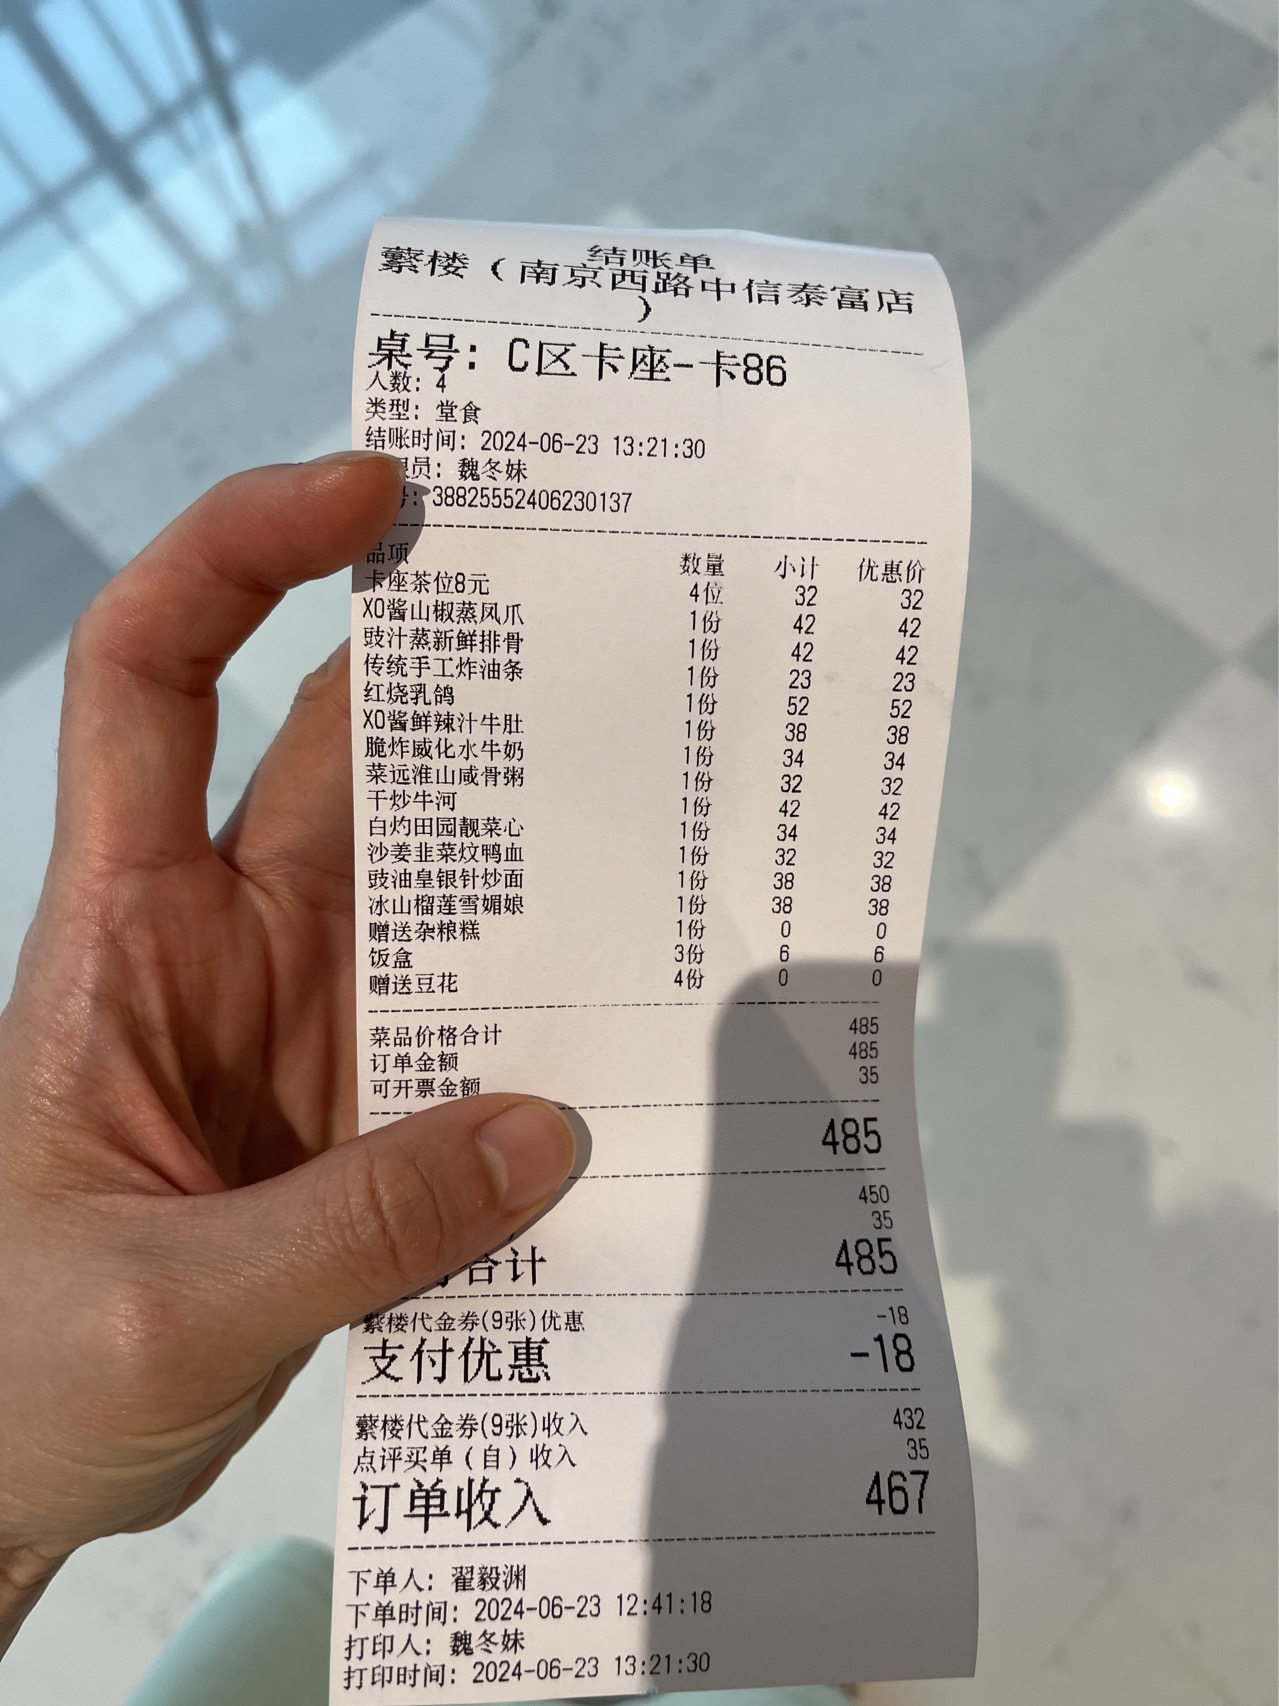 结账单
蘩楼（南京西路中信泰富店
）
桌号: C区卡座-卡86
人数: 4
类型: 堂食
结账时间: 2024-06-23 13:21:30
员: 魏冬妹
号: 38825552406230137
品项 数量 小计 优惠价
卡座茶位8元 4位 32 32
XO酱山椒蒸凤爪 1份 42 42
豉汁蒸新鲜排骨 1份 42 42
传统手工炸油条 1份 23 23
红烧乳鸽 1份 52 52
XO酱鲜辣汁牛肚 1份 38 38
脆炸威化水牛奶 1份 34 34
菜远淮山咸骨粥 1份 32 32
干炒牛河 1份 42 42
白灼田园靓菜心 1份 34 34
沙姜韭菜炆鸭血 1份 32 32
豉油皇银针炒面 1份 38 38
冰山榴莲雪媚娘 1份 38 38
赠送杂粮糕 1份 0 0
饭盒 3份 6 6
赠送豆花 4份 0 0
菜品价格合计 485
订单金额 485
可开票金额 35
485
450
35
合计 485
蘩楼代金券(9张)优惠 -18
支付优惠 -18
蘩楼代金券(9张)收入 432
点评买单（自）收入 35
订单收入 467
下单人: 翟毅渊
下单时间: 2024-06-23 12:41:18
打印人: 魏冬妹
打印时间: 2024-06-23 13:21:30